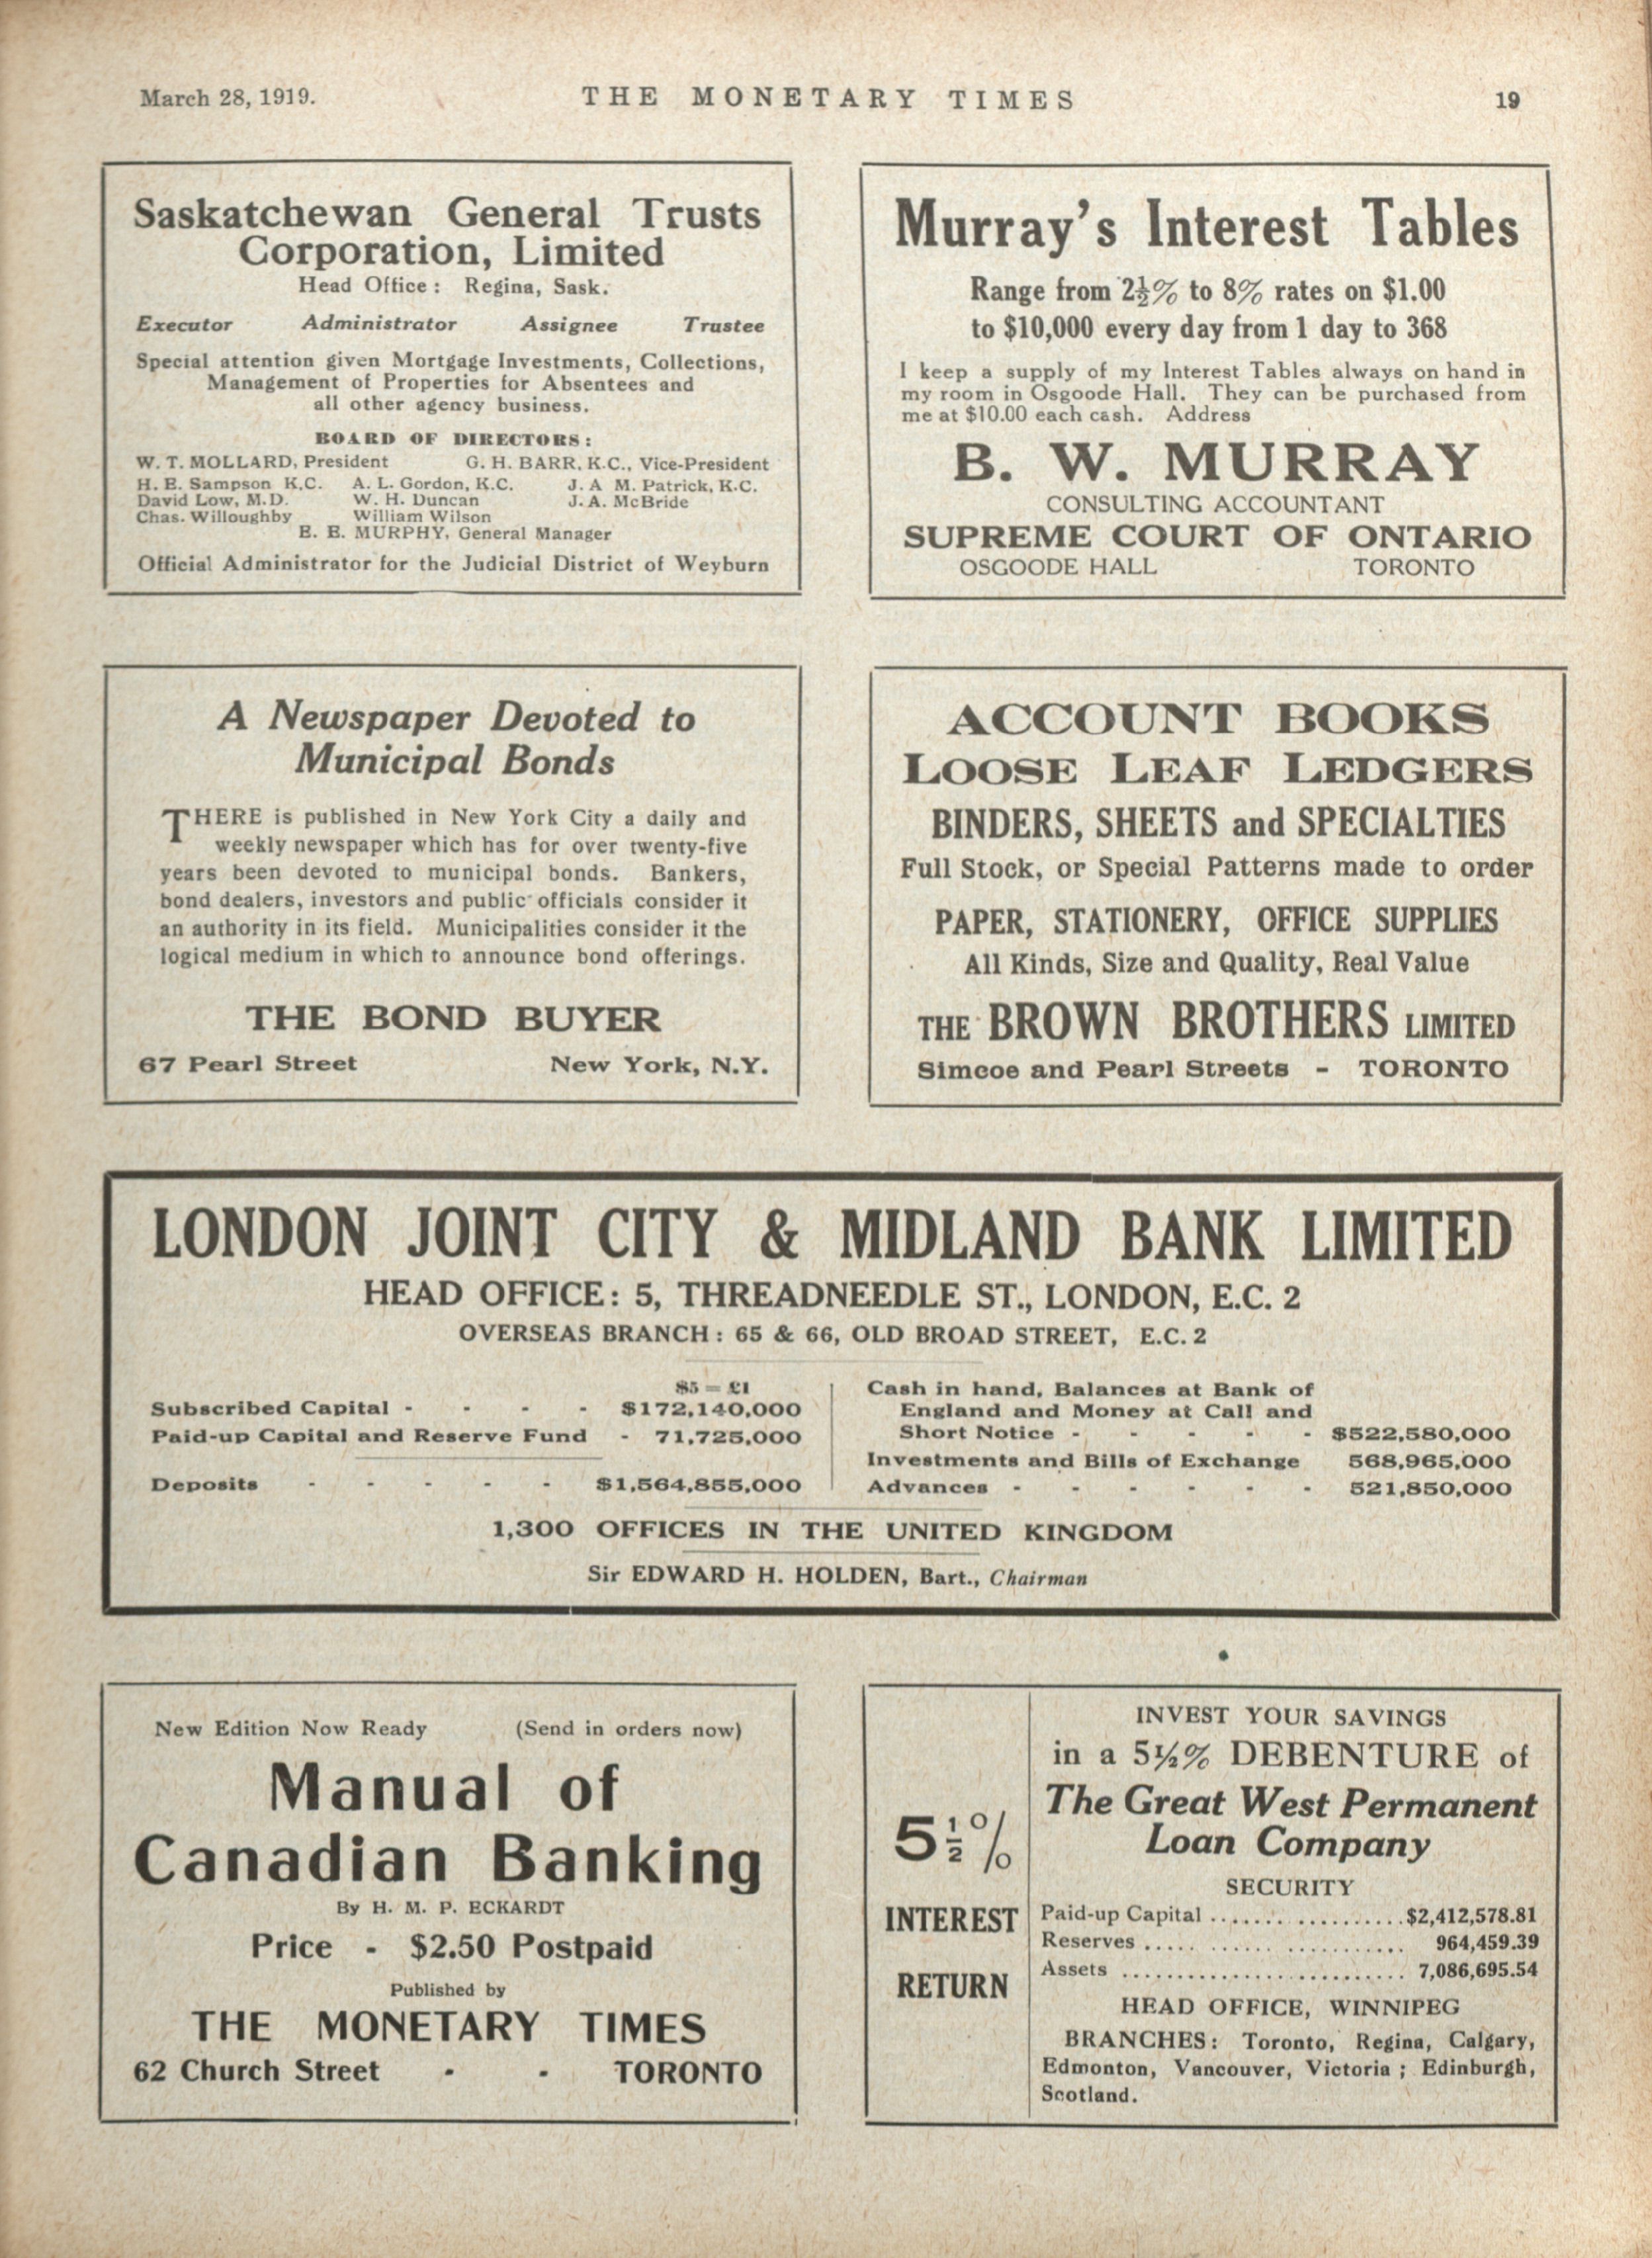 March 28, 1919.
THE MONETARY TIMES
19
Saskatchewan General Trusts
Corporation, Limited
Head Office : Regina, Sask.
Executor Administrator Assignee Trustee
Special attention given Mortgage Investments, Collections,
Management of Properties for Absentees and
all other agency business.
BOARD OF DIRECTORS :
W. T. MOLLARD, President G. H. BARR, K.C., Vice-President
H. E. Sampson K.C. A. L. Gordon, K.C. J. A M. Patrick, K.C.
David Low, M.D. W. H. Duncan J. A. McBride
Chas. Willoughby William Wilson
E. E. MURPHY, General Manager
Official Administrator for the Judicial District of Weyburn
Murray's Interest Tables
Range from 2½% to 8% rates on $1.00
to $10,000 every day from 1 day to 368
I keep a supply of my Interest Tables always on hand in
my room in Osgoode Hall. They can be purchased from
me at $10.00 each cash. Address
B. W. MURRAY
CONSULTING ACCOUNTANT
SUPREME COURT OF ONTARIO
OSGOODE HALL TORONTO
A Newspaper Devoted to
Municipal Bonds
THERE is published in New York City a daily and
weekly newspaper which has for over twenty-five
years been devoted to municipal bonds. Bankers,
bond dealers, investors and public officials consider it
an authority in its field. Municipalities consider it the
logical medium in which to announce bond offerings.
THE BOND BUYER
67 Pearl Street New York, N.Y.
ACCOUNT BOOKS
LOOSE LEAF LEDGERS
BINDERS, SHEETS and SPECIALTIES
Full Stock, or Special Patterns made to order
PAPER, STATIONERY, OFFICE SUPPLIES
All Kinds, Size and Quality, Real Value
THE BROWN BROTHERS LIMITED
Simcoe and Pearl Streets - TORONTO
LONDON JOINT CITY & MIDLAND BANK LIMITED
HEAD OFFICE: 5, THREADNEEDLE ST., LONDON, E.C. 2
OVERSEAS BRANCH : 65 & 66, OLD BROAD STREET, E.C. 2
$5 = £1
Subscribed Capital - - - - $172,140,000
Paid-up Capital and Reserve Fund - 71,725,000
Deposits - - - - - $1,564,855,000
Cash in hand, Balances at Bank of
England and Money at Call and
Short Notice - - - - - $522,580,000
Investments and Bills of Exchange 568,965,000
Advances - - - - - - 521,850,000
1,300 OFFICES IN THE UNITED KINGDOM
Sir EDWARD H. HOLDEN, Bart., Chairman
New Edition Now Ready (Send in orders now)
Manual of
Canadian Banking
By H. M. P. ECKARDT
Price - $2.50 Postpaid
Published by
THE MONETARY TIMES
62 Church Street - - TORONTO
5½%
INTEREST
RETURN
INVEST YOUR SAVINGS
in a 5½% DEBENTURE of
The Great West Permanent
Loan Company
SECURITY
Paid-up Capital ..................... $2,412,578.81
Reserves ........................... 964,459.39
Assets ............................. 7,086,695.54
HEAD OFFICE, WINNIPEG
BRANCHES: Toronto, Regina, Calgary,
Edmonton, Vancouver, Victoria ; Edinburgh,
Scotland.